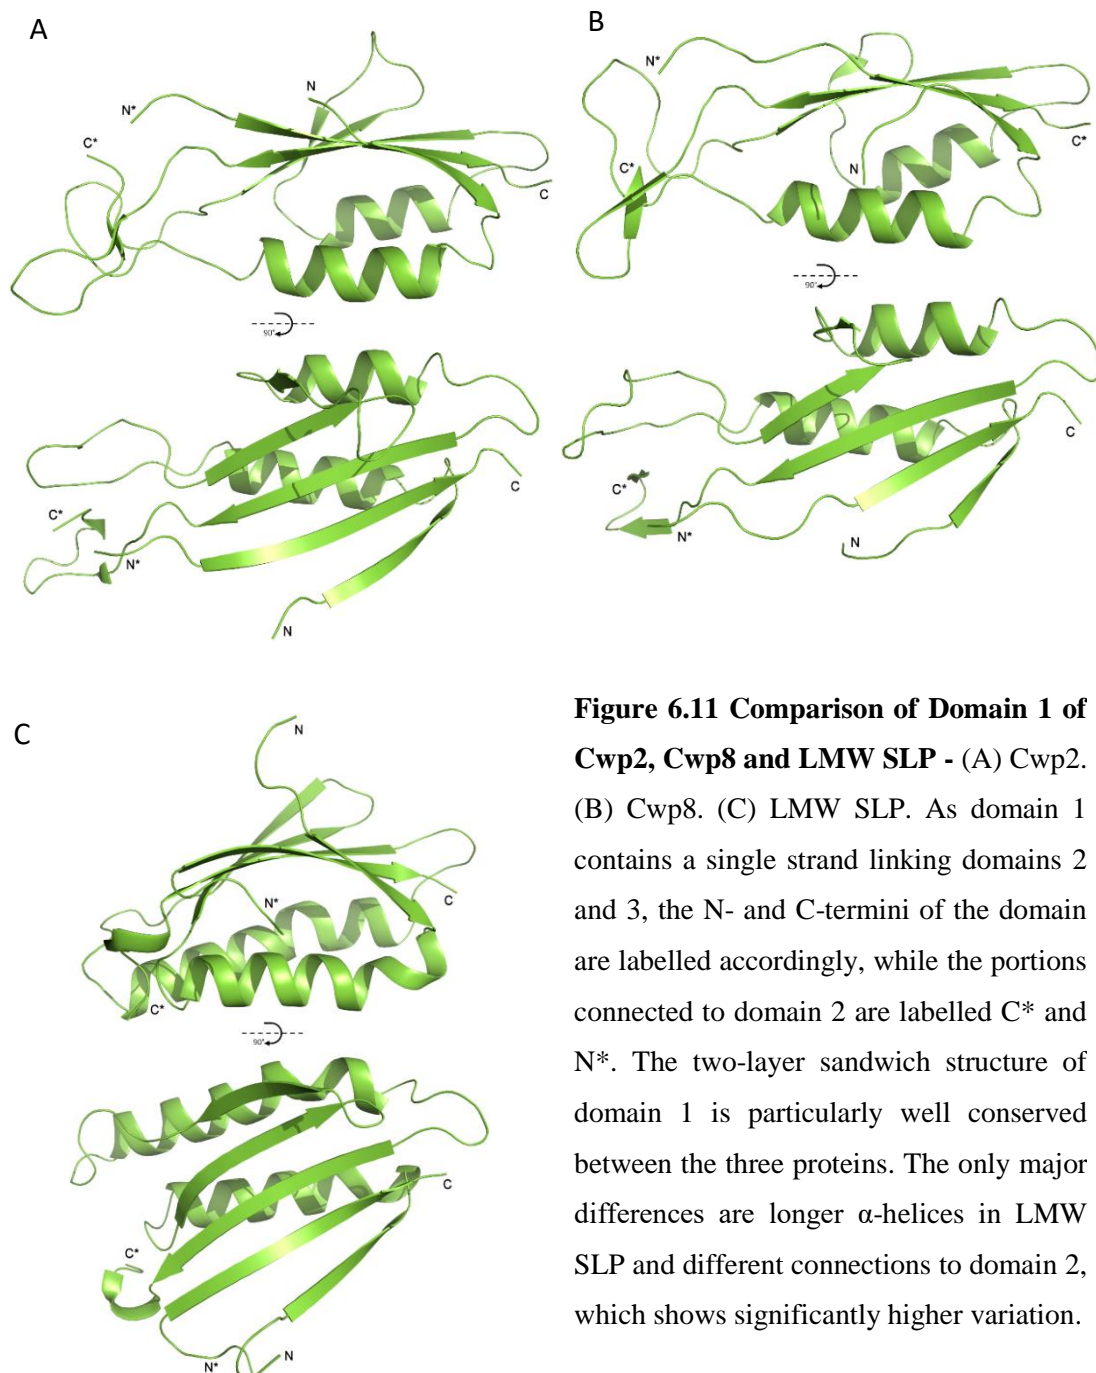 A
N*
N
C*
C
90°
C*
N*
C
N
B
N*
C*
N
C*
90°
C*
N*
C
N
C
N
N*
C
C*
90°
C
C*
N*
N
Figure 6.11 Comparison of Domain 1 of
Cwp2, Cwp8 and LMW SLP - (A) Cwp2.
(B) Cwp8. (C) LMW SLP. As domain 1
contains a single strand linking domains 2
and 3, the N- and C-termini of the domain
are labelled accordingly, while the portions
connected to domain 2 are labelled C* and
N*. The two-layer sandwich structure of
domain 1 is particularly well conserved
between the three proteins. The only major
differences are longer α-helices in LMW
SLP and different connections to domain 2,
which shows significantly higher variation.